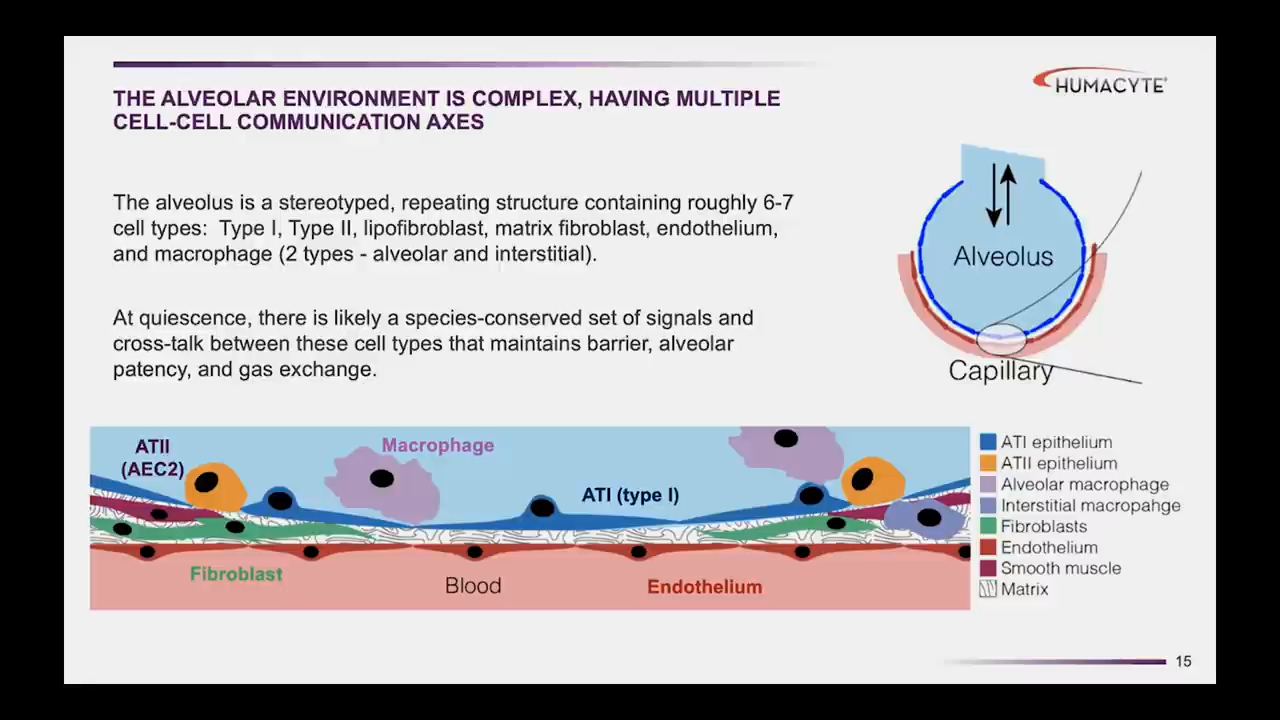 HUMACYTE
THE ALVEOLAR ENVIRONMENT IS COMPLEX, HAVING MULTIPLE
CELL-CELL COMMUNICATION AXES
The alveolus is a stereotyped, repeating structure containing roughly 6-7
cell types: Type I, Type II, lipofibroblast, matrix fibroblast, endothelium,
and macrophage (2 types - alveolar and interstitial).
At quiescence, there is likely a species-conserved set of signals and
cross-talk between these cell types that maintains barrier, alveolar
patency, and gas exchange.
Alveolus
Capillary
ATII
(AEC2)
Macrophage
ATI (type I)
Fibroblast
Blood
Endothelium
ATI epithelium
ATII epithelium
Alveolar macrophage
Interstitial macropahge
Fibroblasts
Endothelium
Smooth muscle
Matrix
15